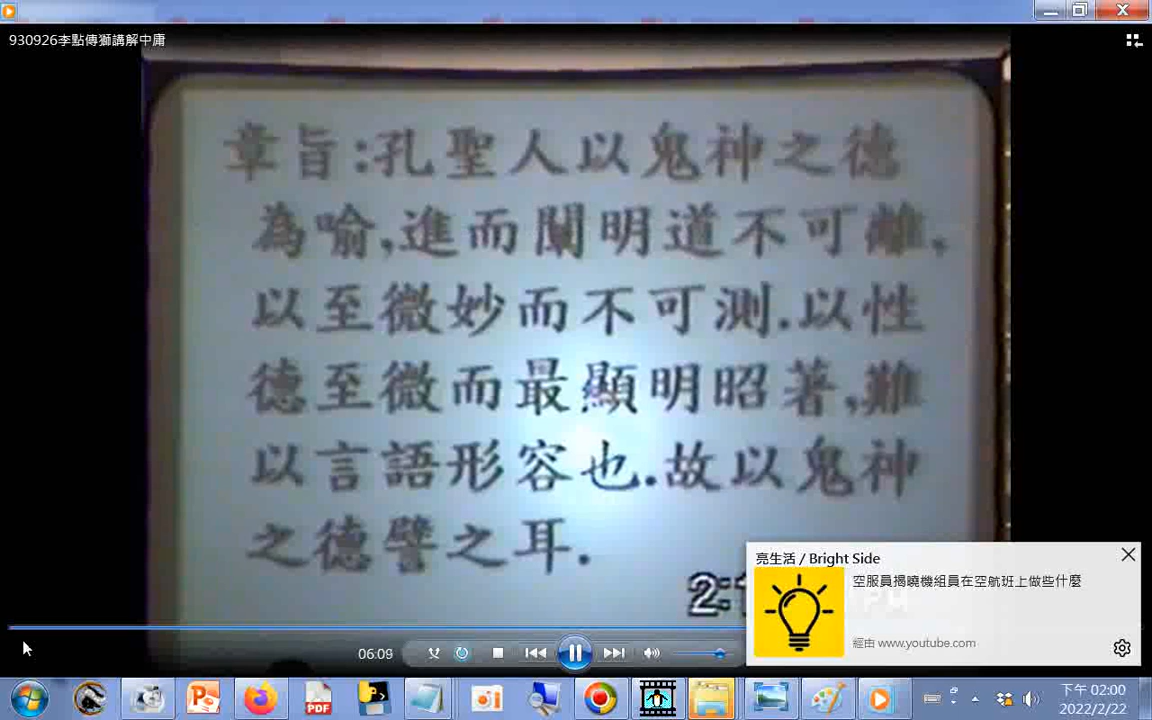 930926李點傳獅講解中庸
章旨:孔聖人以鬼神之德
為喻,進而闡明道不可離,
以至微妙而不可測.以性
德至微而最顯明昭著,難
以言語形容也.故以鬼神
之德譬之耳.
2:
亮生活 / Bright Side
空服員揭曉機組員在空航班上做些什麼
經由 www.youtube.com
06:09
PDF
下午 02:00
2022/2/22